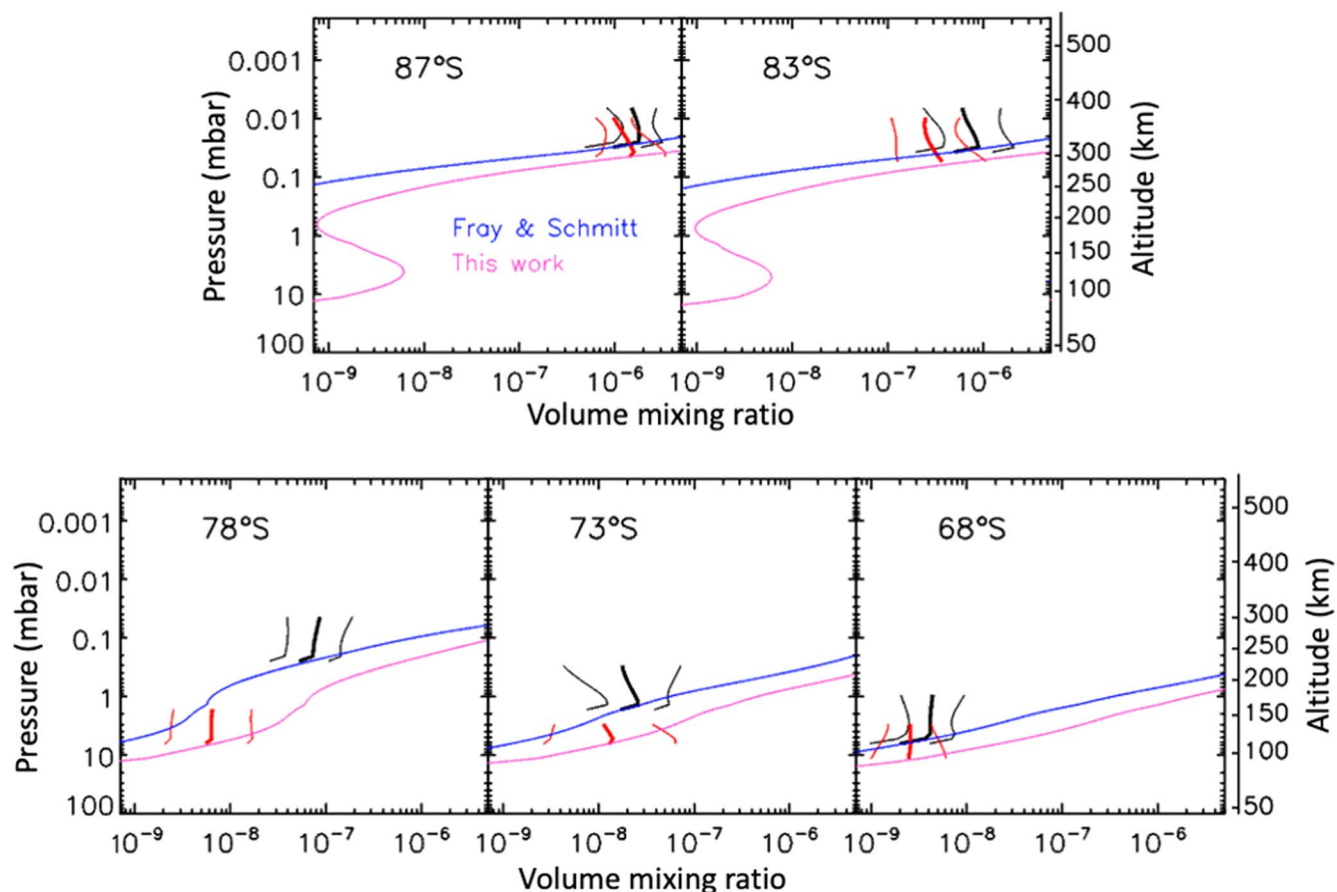 87°S
83°S
0.001
0.01
0.1
1
10
100
Pressure (mbar)
Fray & Schmitt
This work
500
400
300
250
200
150
100
50
Altitude (km)
10⁻⁹ 10⁻⁸ 10⁻⁷ 10⁻⁶ 10⁻⁹ 10⁻⁸ 10⁻⁷ 10⁻⁶
Volume mixing ratio
78°S
73°S
68°S
0.001
0.01
0.1
1
10
100
Pressure (mbar)
500
400
300
250
200
150
100
50
Altitude (km)
10⁻⁹ 10⁻⁸ 10⁻⁷ 10⁻⁶ 10⁻⁹ 10⁻⁸ 10⁻⁷ 10⁻⁶ 10⁻⁹ 10⁻⁸ 10⁻⁷ 10⁻⁶
Volume mixing ratio